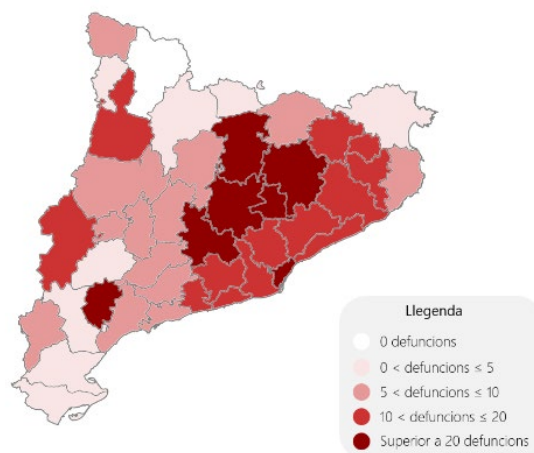 Llegenda
0 defuncions
0 < defuncions ≤ 5
5 < defuncions ≤ 10
10 < defuncions ≤ 20
Superior a 20 defuncions